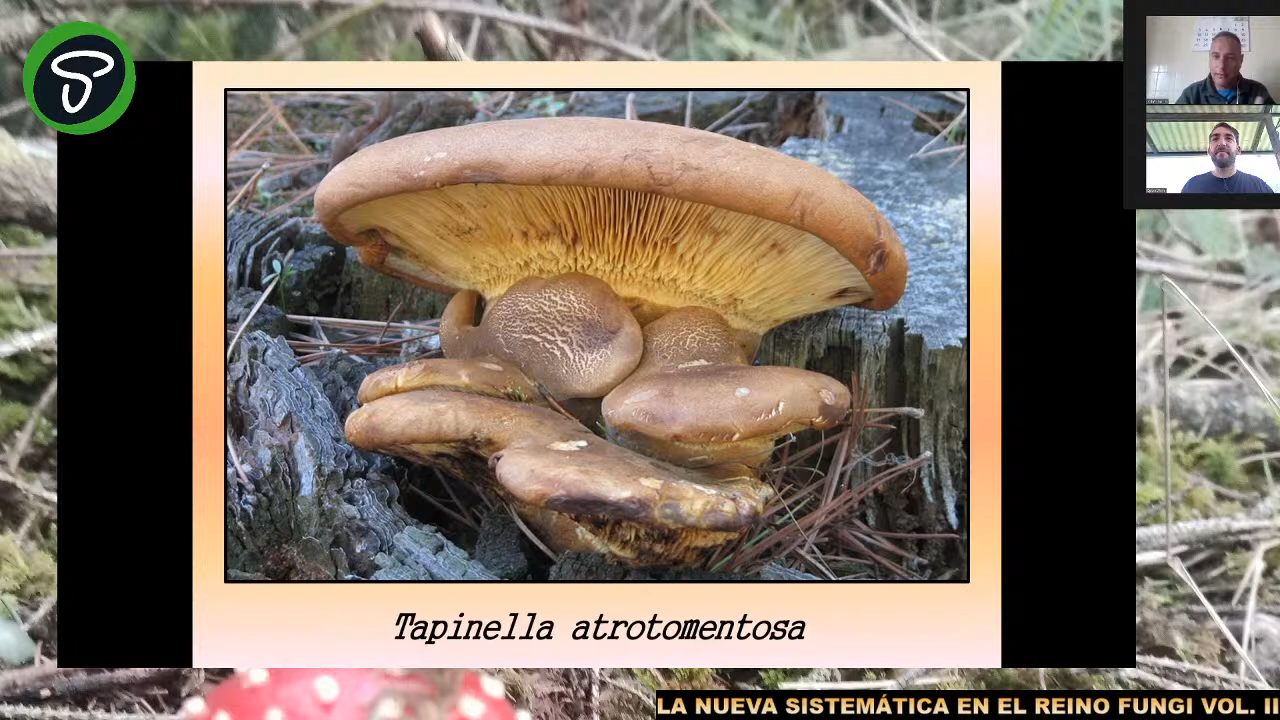 Tapinella atrotomentosa
LA NUEVA SISTEMÁTICA EN EL REINO FUNGI VOL. II